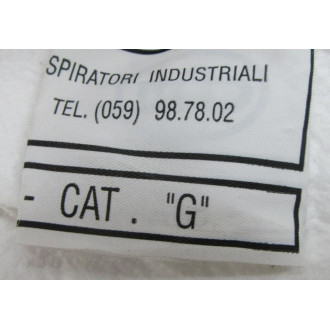 SPIRATORI INDUSTRIALI
TEL. (059) 98.78.02
- CAT. "G"